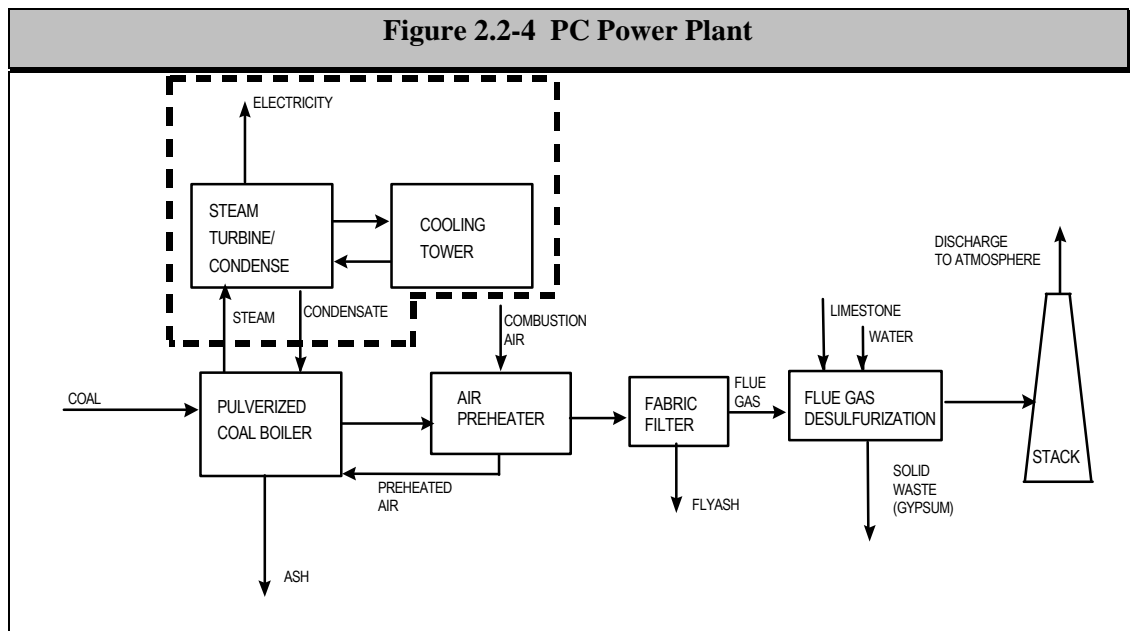 Figure 2.2-4 PC Power Plant
ELECTRICITY
STEAM
TURBINE/
CONDENSE
COOLING
TOWER
DISCHARGE
TO ATMOSPHERE
STEAM
CONDENSATE
COMBUSTION
AIR
LIMESTONE
WATER
COAL
PULVERIZED
COAL BOILER
AIR
PREHEATER
FABRIC
FILTER
FLUE
GAS
FLUE GAS
DESULFURIZATION
STACK
PREHEATED
AIR
FLYASH
SOLID
WASTE
(GYPSUM)
ASH